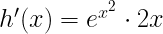 h′(x) = e^{x^2} · 2x